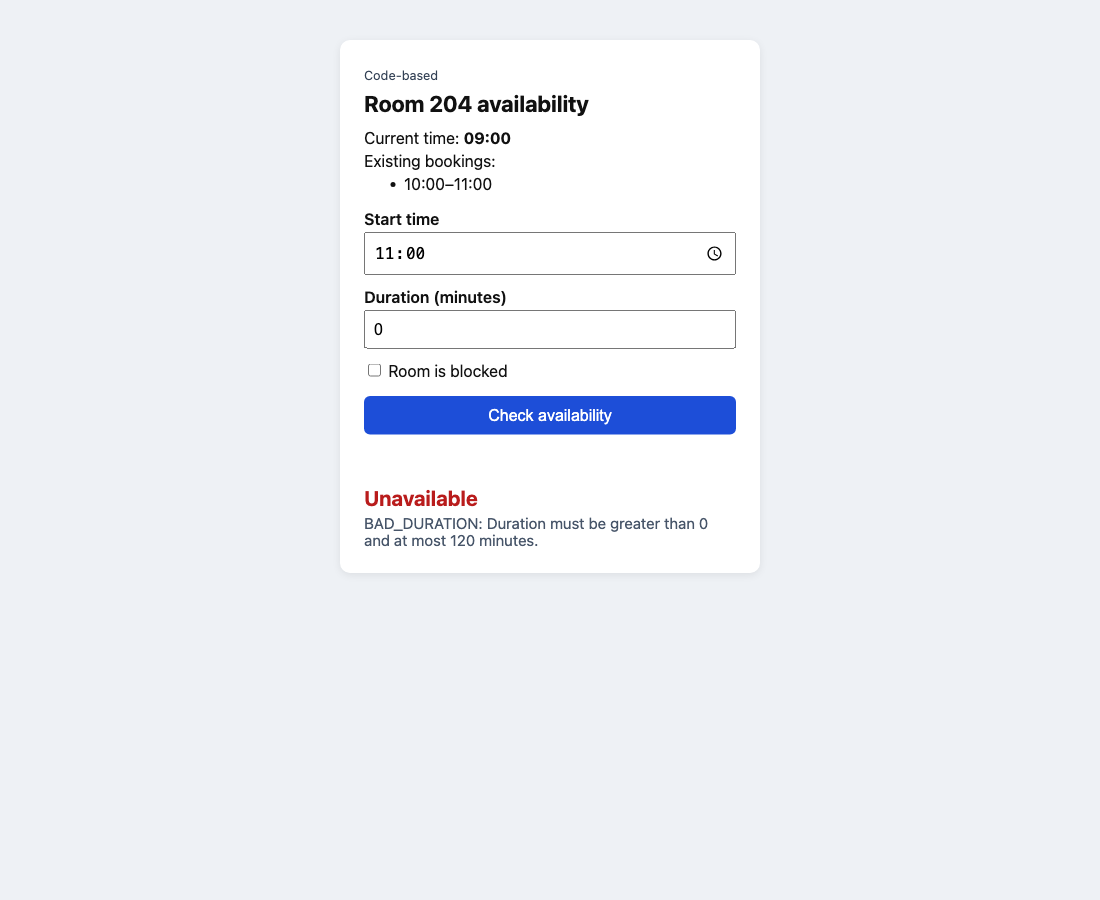 Code-based
Room 204 availability
Current time: 09:00
Existing bookings:
• 10:00–11:00
Start time
11:00
Duration (minutes)
0
Room is blocked
Check availability
Unavailable
BAD_DURATION: Duration must be greater than 0
and at most 120 minutes.